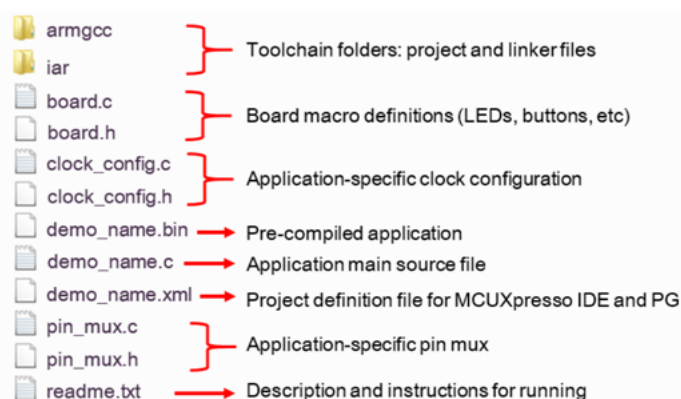 armgcc
iar
Toolchain folders: project and linker files
board.c
board.h
Board macro definitions (LEDs, buttons, etc)
clock_config.c
clock_config.h
Application-specific clock configuration
demo_name.bin
Pre-compiled application
demo_name.c
Application main source file
demo_name.xml
Project definition file for MCUXpresso IDE and PG
pin_mux.c
pin_mux.h
Application-specific pin mux
readme.txt
Description and instructions for running